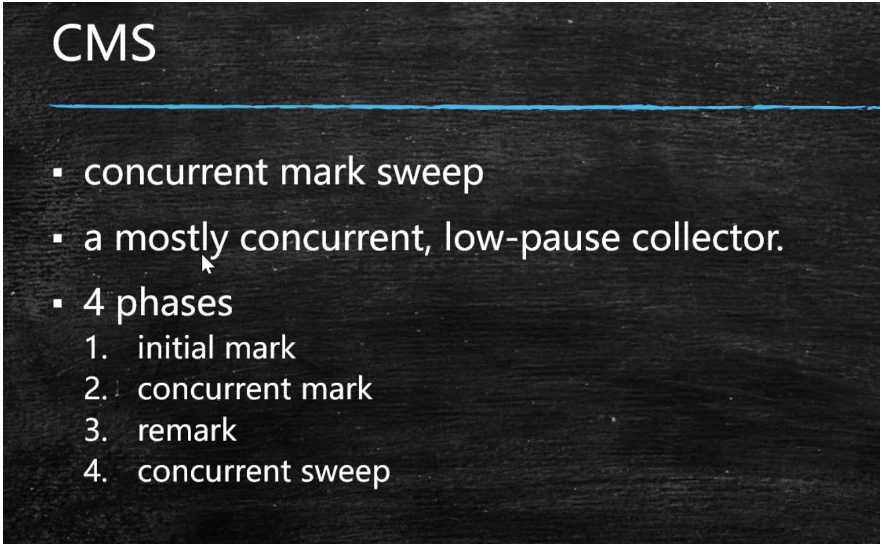 CMS
▪ concurrent mark sweep
▪ a mostly concurrent, low-pause collector.
▪ 4 phases
1. initial mark
2. concurrent mark
3. remark
4. concurrent sweep